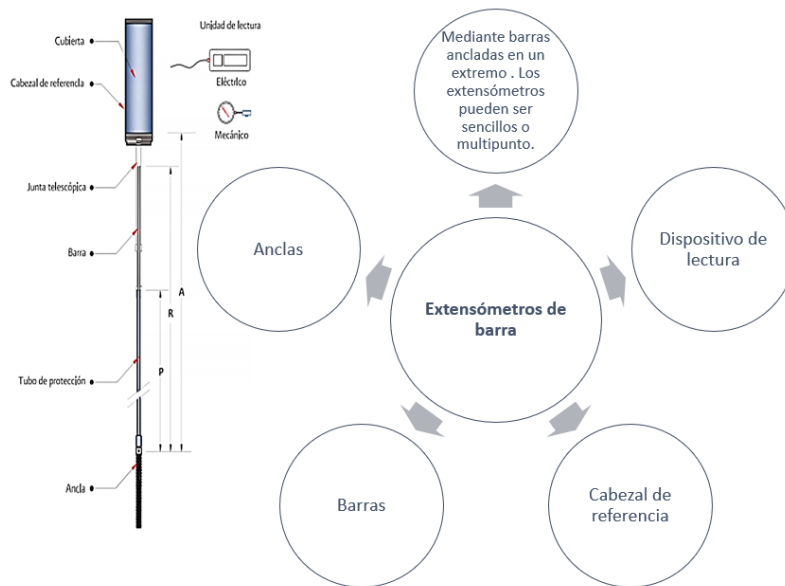 Unidad de lectura
Cubierta
Eléctrico
Cabezal de referencia
Mecánico
Junta telescópica
Barra
A
R
P
Tubo de protección
Ancla
Mediante barras
ancladas en un
extremo . Los
extensómetros
pueden ser
sencillos o
multipunto.
Anclas
Dispositivo de
lectura
Extensómetros de
barra
Barras
Cabezal de
referencia